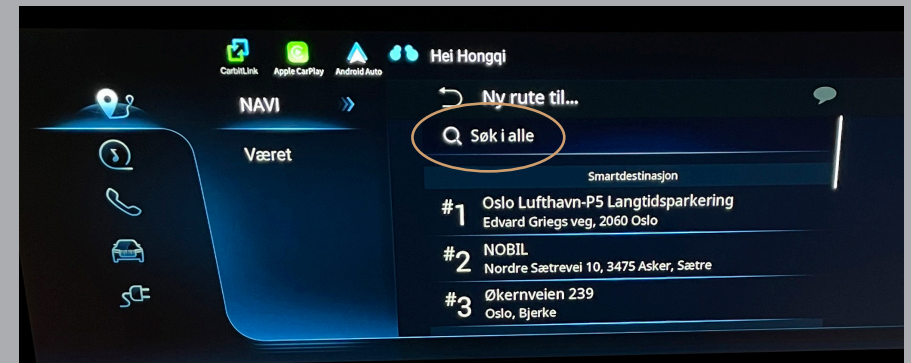 CarbitLink Apple CarPlay Android Auto Hei Hongqi
NAVI
Været
Ny rute til...
Søk i alle
Smartdestinasjon
#1 Oslo Lufthavn-P5 Langtidsparkering
Edvard Griegs veg, 2060 Oslo
#2 NOBIL
Nordre Sætrevei 10, 3475 Asker, Sætre
#3 Økernveien 239
Oslo, Bjerke